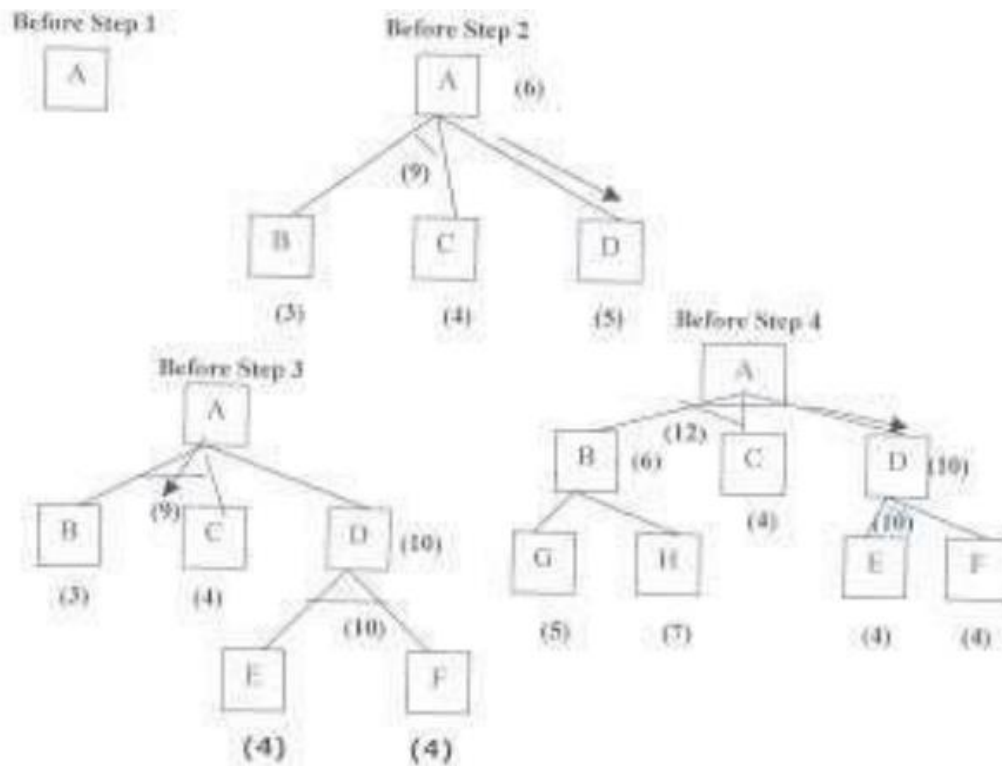 Before Step 1
A
Before Step 2
A (6)
(9)
B C D
(3) (4) (5)
Before Step 3
A
(9)
B C D (10)
(3) (4)
(10)
E F
(4) (4)
Before Step 4
A
(12)
B (6) C D (10)
(4) (10)
G H E F
(5) (7) (4) (4)